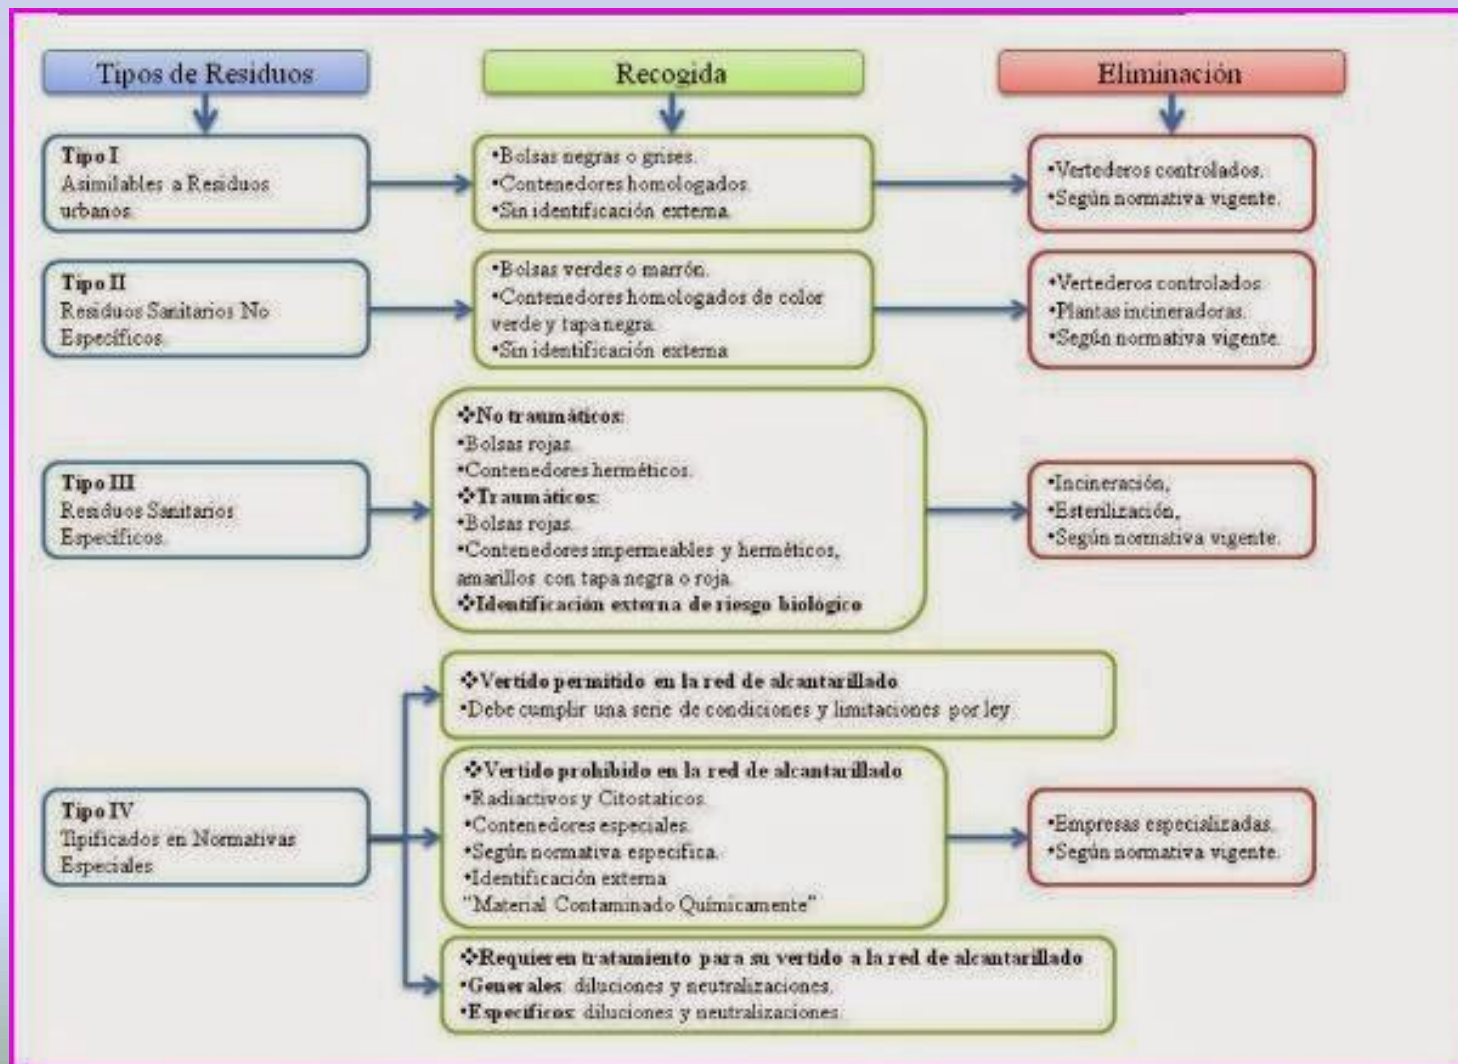 Tipos de Residuos
Recogida
Eliminación
Tipo I
Asimilables a Residuos
urbanos.
•Bolsas negras o grises.
•Contenedores homologados.
•Sin identificación externa.
•Vertederos controlados.
•Según normativa vigente.
Tipo II
Residuos Sanitarios No
Específicos.
•Bolsas verdes o marrón.
•Contenedores homologados de color
verde y tapa negra.
•Sin identificación externa
•Vertederos controlados
•Plantas incineradoras.
•Según normativa vigente.
Tipo III
Residuos Sanitarios
Específicos.
❖No traumáticos:
•Bolsas rojas.
•Contenedores herméticos.
❖Traumáticos:
•Bolsas rojas.
•Contenedores impermeables y herméticos,
amarillos con tapa negra o roja.
❖Identificación externa de riesgo biológico
•Incineración,
•Esterilización,
•Según normativa vigente.
Tipo IV
Tipificados en Normativas
Especiales
❖Vertido permitido en la red de alcantarillado
•Debe cumplir una serie de condiciones y limitaciones por ley
❖Vertido prohibido en la red de alcantarillado
•Radiactivos y Citostaticos.
•Contenedores especiales.
•Según normativa específica.
•Identificación externa
"Material Contaminado Químicamente"
•Empresas especializadas.
•Según normativa vigente.
❖Requieren tratamiento para su vertido a la red de alcantarillado
•Generales: diluciones y neutralizaciones.
•Específicos: diluciones y neutralizaciones.